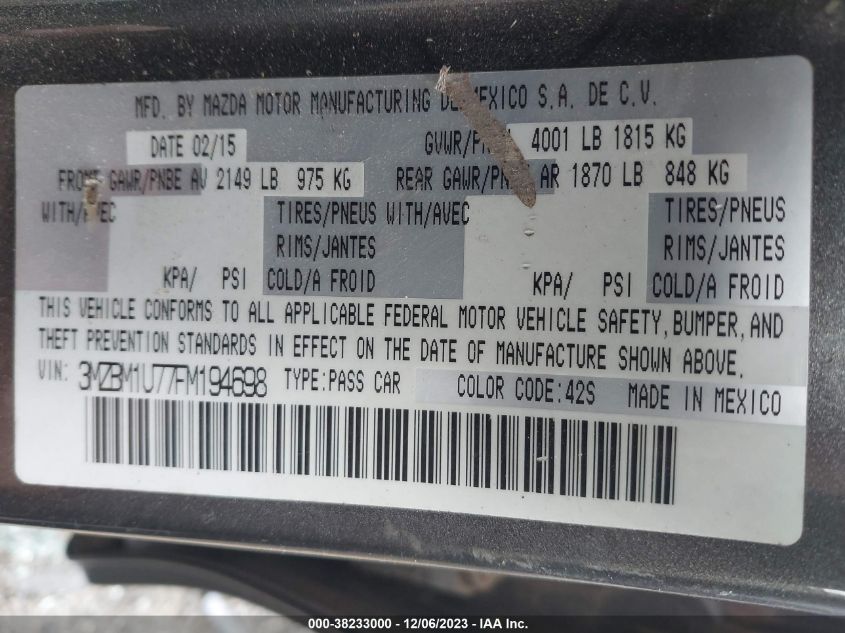 MFD. BY MAZDA MOTOR MANUFACTURING DE MEXICO S.A. DE C.V.
DATE 02/15 GVWR/ 4001 LB 1815 KG
FRONT GAWR/PNBE AV 2149 LB 975 KG REAR GAWR/PNBE AR 1870 LB 848 KG
WITH/AVEC TIRES/PNEUS WITH/AVEC TIRES/PNEUS
RIMS/JANTES RIMS/JANTES
KPA/ PSI COLD/A FROID KPA/ PSI COLD/A FROID
THIS VEHICLE CONFORMS TO ALL APPLICABLE FEDERAL MOTOR VEHICLE SAFETY, BUMPER, AND
THEFT PREVENTION STANDARDS IN EFFECT ON THE DATE OF MANUFACTURE SHOWN ABOVE.
VIN: 3MZBM1U77FM194698 TYPE:PASS CAR COLOR CODE:42S MADE IN MEXICO
000-38233000 - 12/06/2023 - IAA Inc.